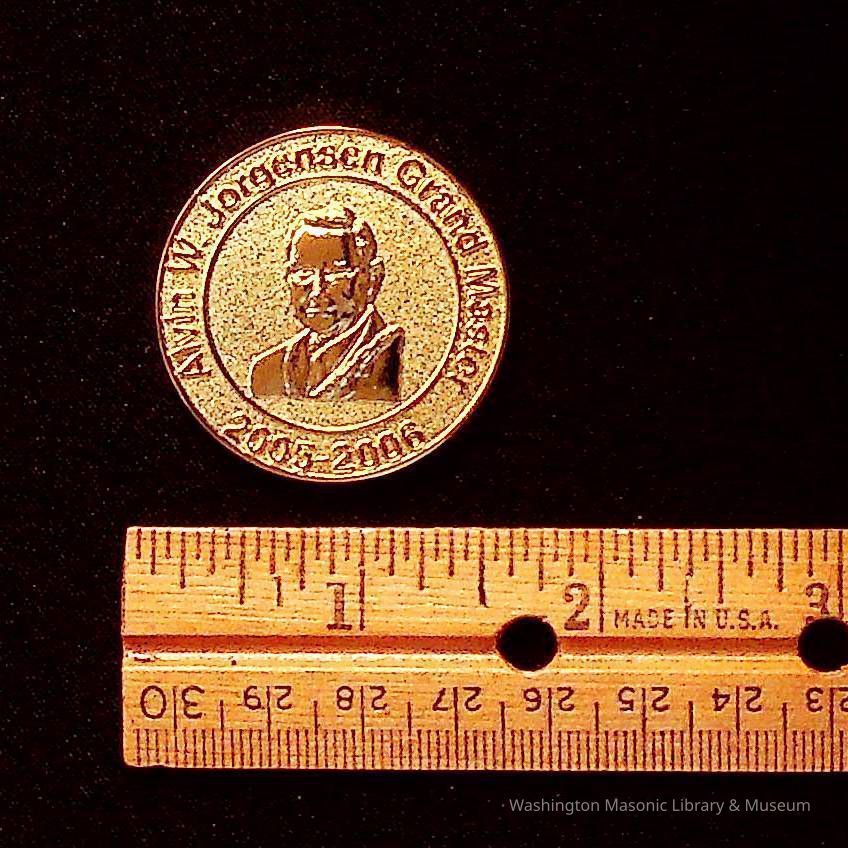 Alvin W. Jorgensen Grand Master
2005-2006
1 2 MADE IN U.S.A. 3
30 29 28 27 26 25 24 23
Washington Masonic Library & Museum